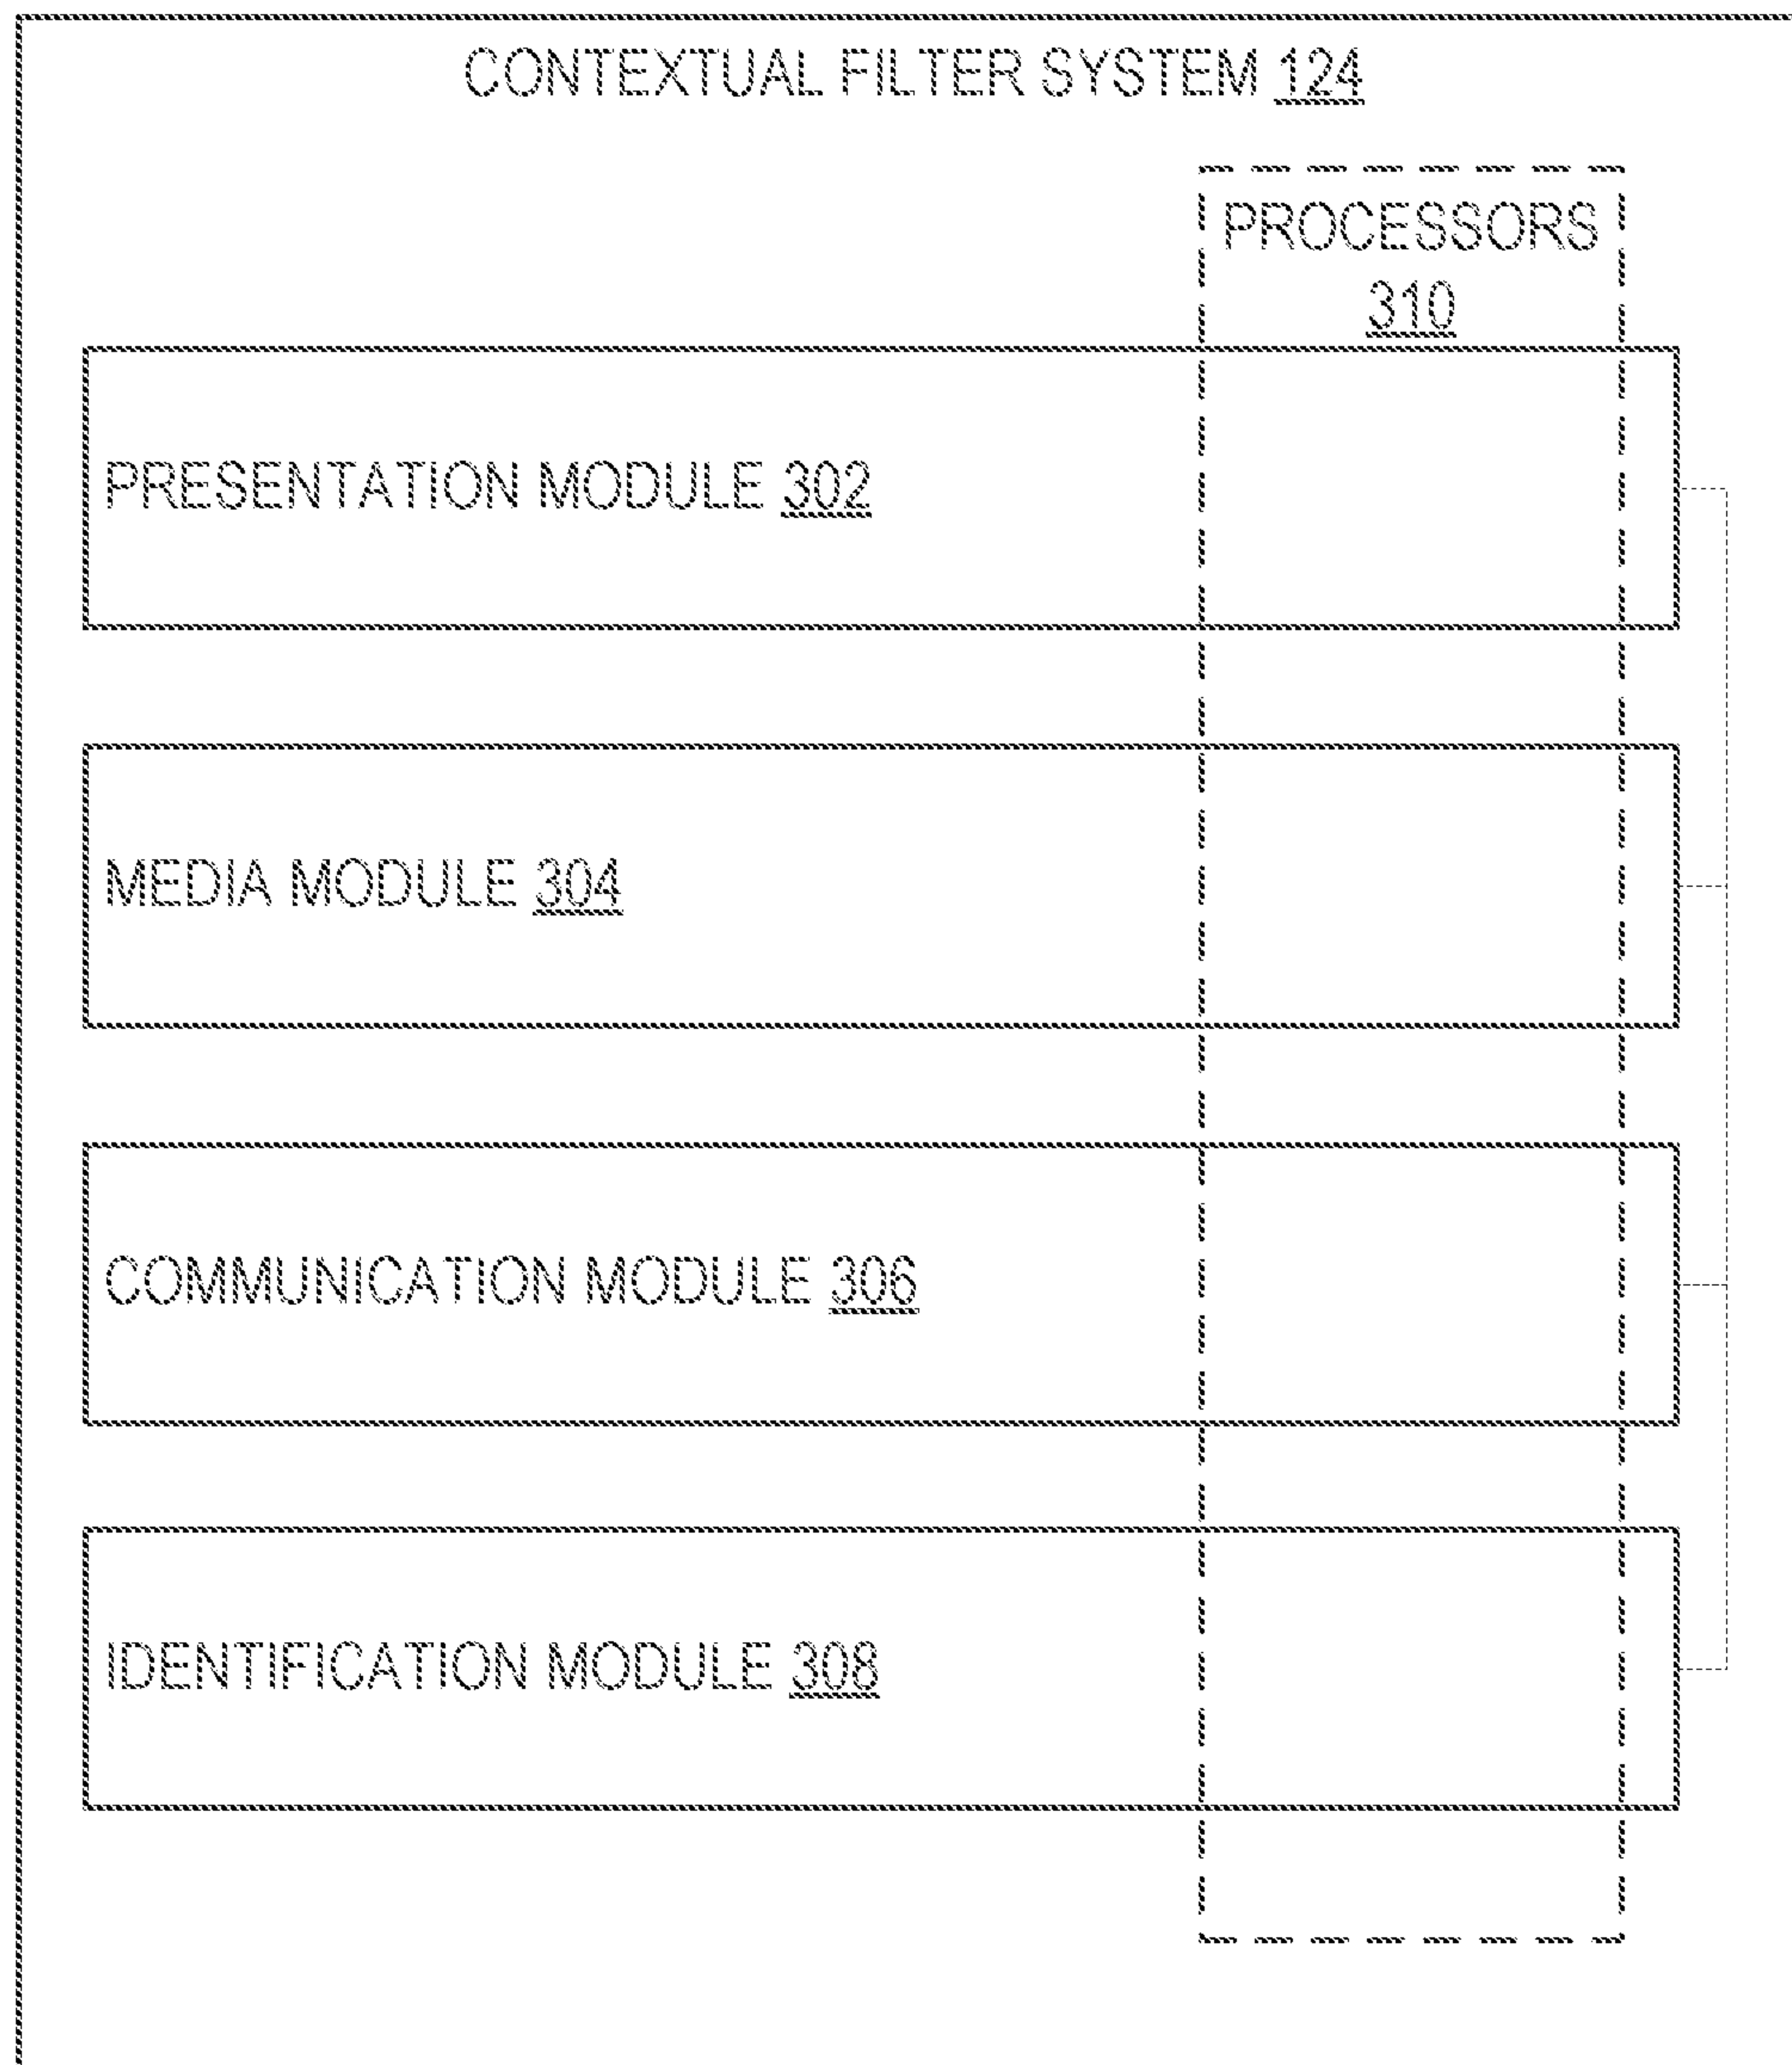 CONTEXTUAL FILTER SYSTEM 124
PROCESSORS
310
PRESENTATION MODULE 302
MEDIA MODULE 304
COMMUNICATION MODULE 306
IDENTIFICATION MODULE 308